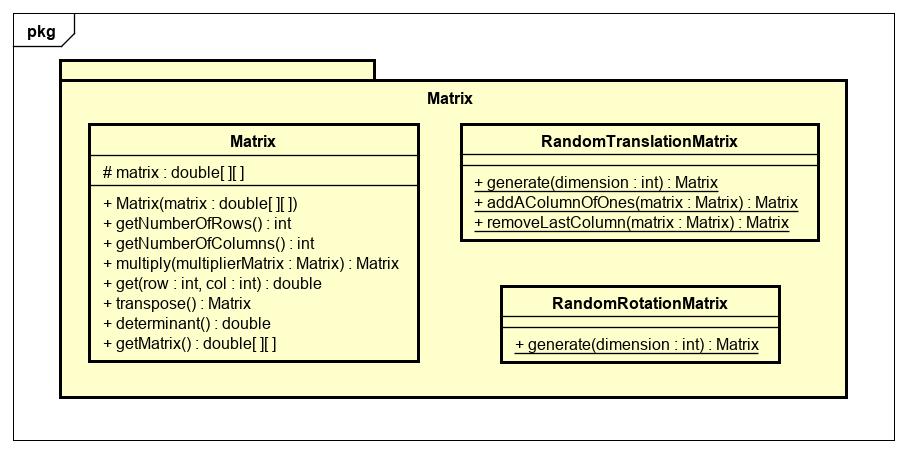 pkg
Matrix
Matrix
# matrix : double[ ][ ]
+ Matrix(matrix : double[ ][ ])
+ getNumberOfRows() : int
+ getNumberOfColumns() : int
+ multiply(multiplierMatrix : Matrix) : Matrix
+ get(row : int, col : int) : double
+ transpose() : Matrix
+ determinant() : double
+ getMatrix() : double[ ][ ]
RandomTranslationMatrix
+ generate(dimension : int) : Matrix
+ addAColumnOfOnes(matrix : Matrix) : Matrix
+ removeLastColumn(matrix : Matrix) : Matrix
RandomRotationMatrix
+ generate(dimension : int) : Matrix